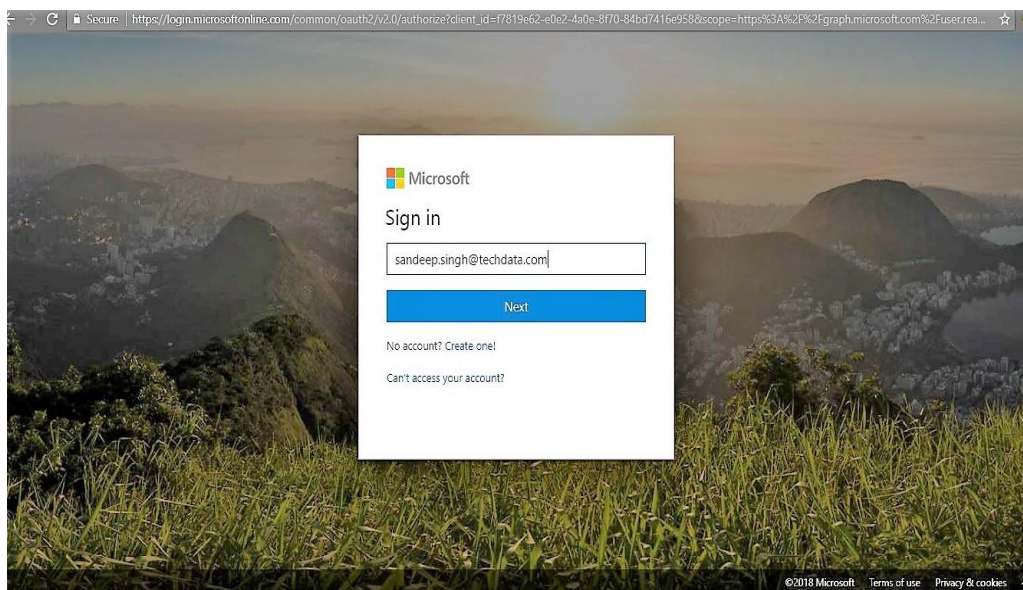 Secure | https://login.microsoftonline.com/common/oauth2/v2.0/authorize?client_id=f7819e62-e0e2-4a0e-8f70-84bd7416e958&scope=https%3A%2F%2Fgraph.microsoft.com%2Fuser.rea...
Microsoft
Sign in
sandeep.singh@techdata.com
Next
No account? Create one!
Can't access your account?
©2018 Microsoft Terms of use Privacy & cookies